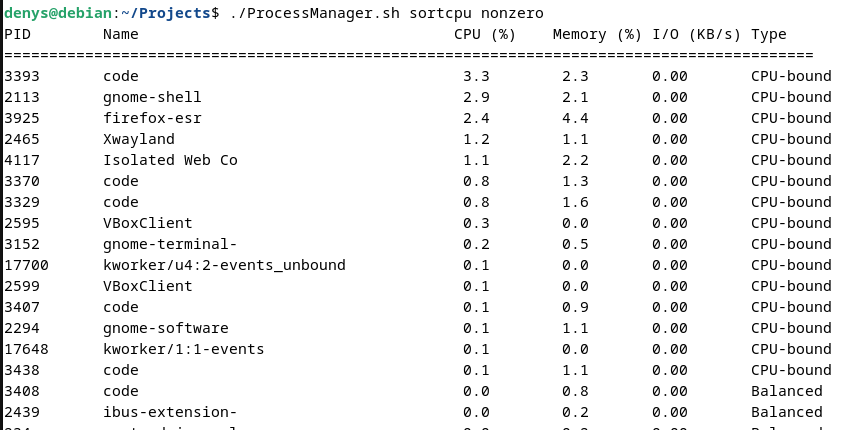 denys@debian:~/Projects$ ./ProcessManager.sh sortcpu nonzero
PID Name CPU (%) Memory (%) I/O (KB/s) Type
==========================================================================================
3393 code 3.3 2.3 0.00 CPU-bound
2113 gnome-shell 2.9 2.1 0.00 CPU-bound
3925 firefox-esr 2.4 4.4 0.00 CPU-bound
2465 Xwayland 1.2 1.1 0.00 CPU-bound
4117 Isolated Web Co 1.1 2.2 0.00 CPU-bound
3370 code 0.8 1.3 0.00 CPU-bound
3329 code 0.8 1.6 0.00 CPU-bound
2595 VBoxClient 0.3 0.0 0.00 CPU-bound
3152 gnome-terminal- 0.2 0.5 0.00 CPU-bound
17700 kworker/u4:2-events_unbound 0.1 0.0 0.00 CPU-bound
2599 VBoxClient 0.1 0.0 0.00 CPU-bound
3407 code 0.1 0.9 0.00 CPU-bound
2294 gnome-software 0.1 1.1 0.00 CPU-bound
17648 kworker/1:1-events 0.1 0.0 0.00 CPU-bound
3438 code 0.1 1.1 0.00 CPU-bound
3408 code 0.0 0.8 0.00 Balanced
2439 ibus-extension- 0.0 0.2 0.00 Balanced